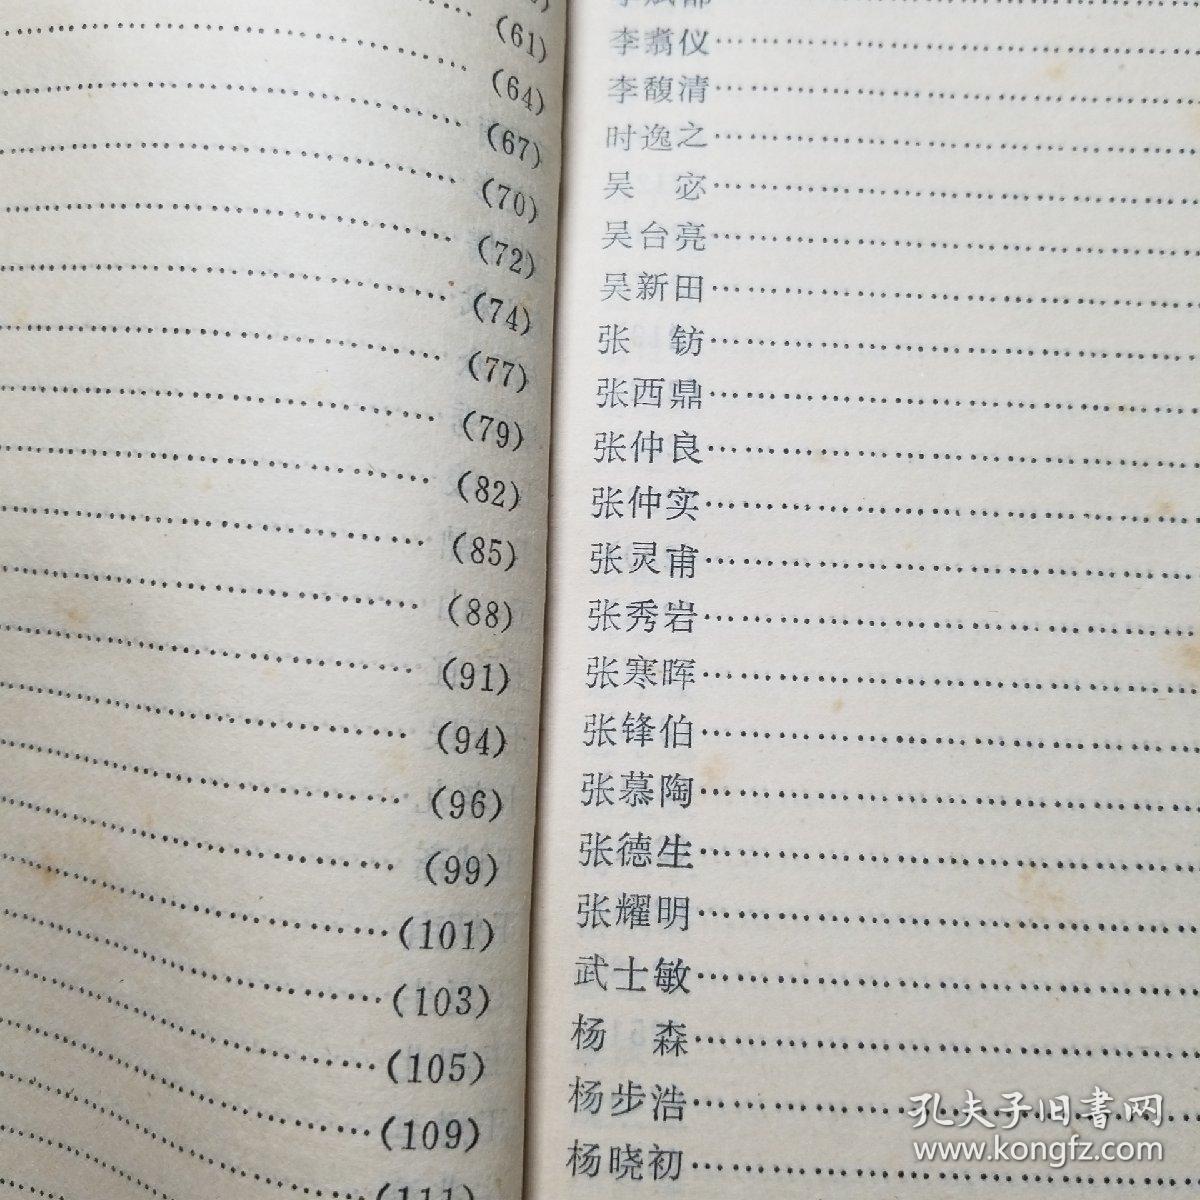 (61)
(64)
(67)
(70)
(72)
(74)
(77)
(79)
(82)
(85)
(88)
(91)
(94)
(96)
(99)
(101)
(103)
(105)
(109)
(111)
李翥仪
李馥清
时逸之
吴 宓
吴台亮
吴新田
张 钫
张西鼎
张仲良
张仲实
张灵甫
张秀岩
张寒晖
张锋伯
张慕陶
张德生
张耀明
武士敏
杨 森
杨步浩
杨晓初
孔夫子旧书网
www.kongfz.com